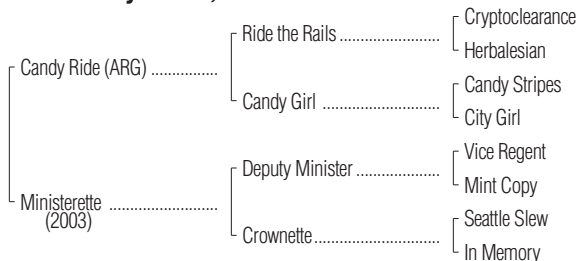 Cryptoclearance
Ride the Rails
Herbalesian
Candy Ride (ARG)
Candy Stripes
Candy Girl
City Girl
Vice Regent
Deputy Minister
Mint Copy
Ministerette
(2003)
Seattle Slew
Crownette
In Memory